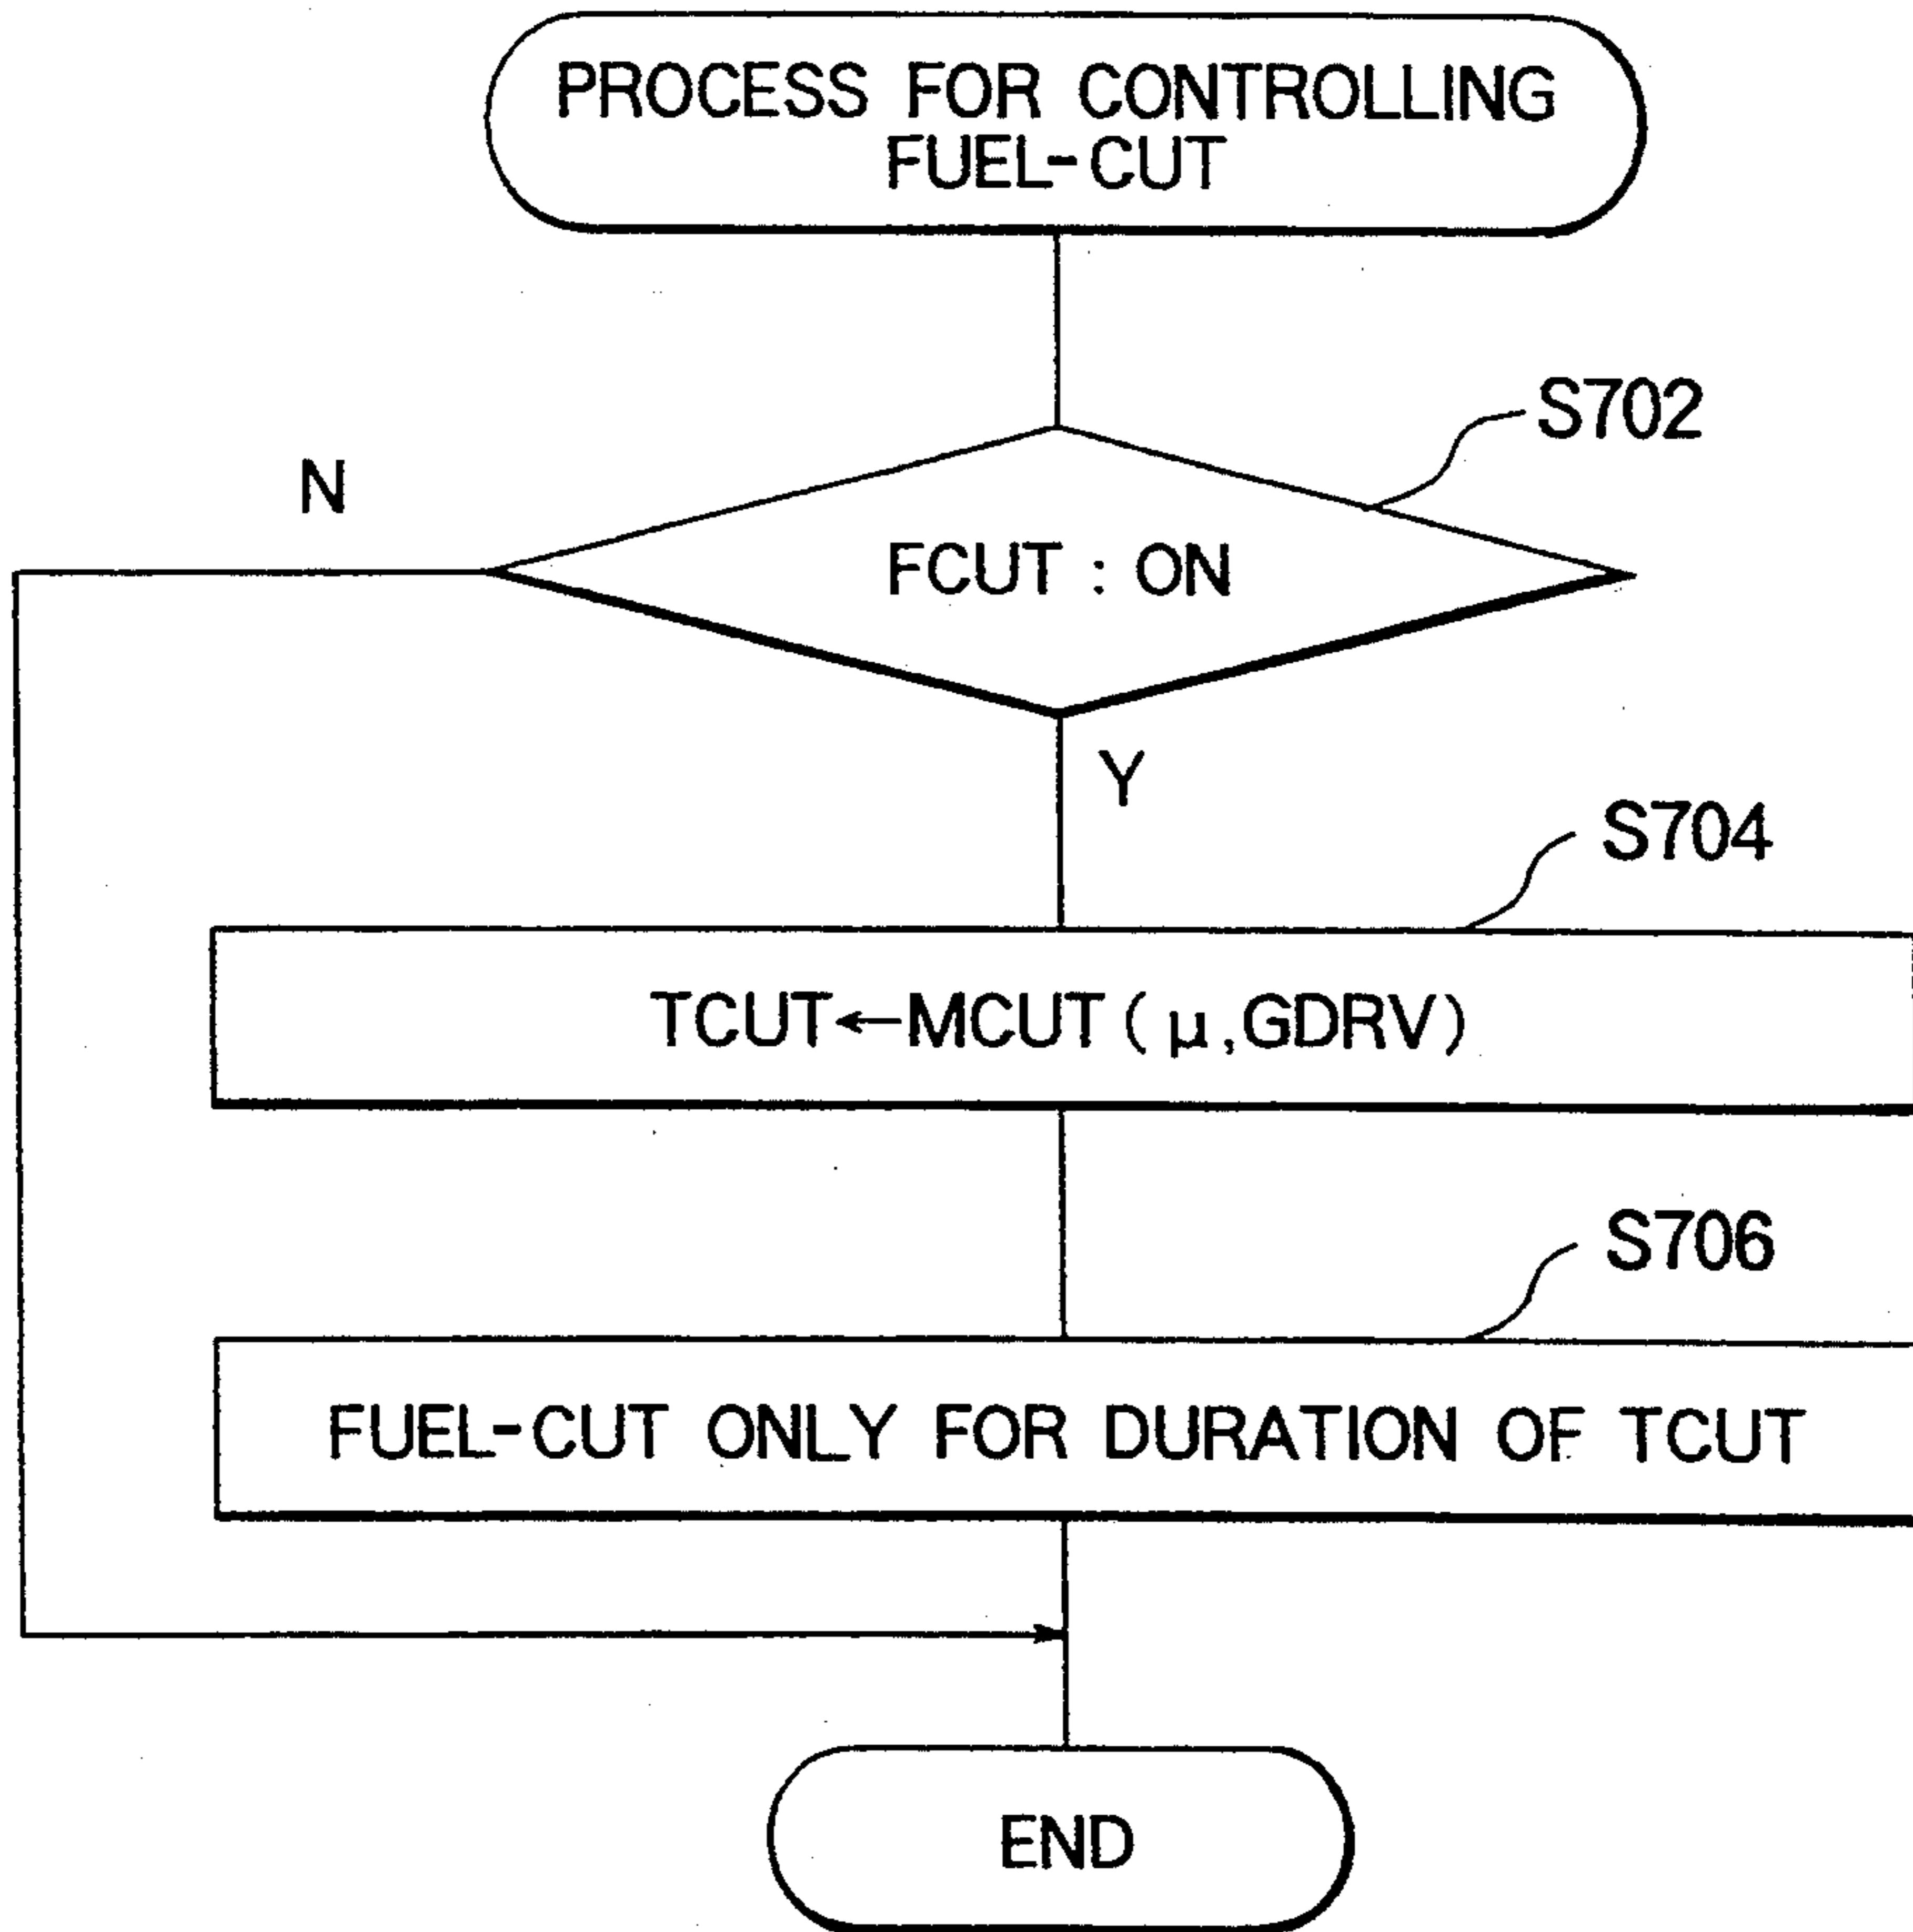 PROCESS FOR CONTROLLING
FUEL-CUT
S702
N
FCUT : ON
Y
S704
TCUT←MCUT(μ,GDRV)
S706
FUEL-CUT ONLY FOR DURATION OF TCUT
END